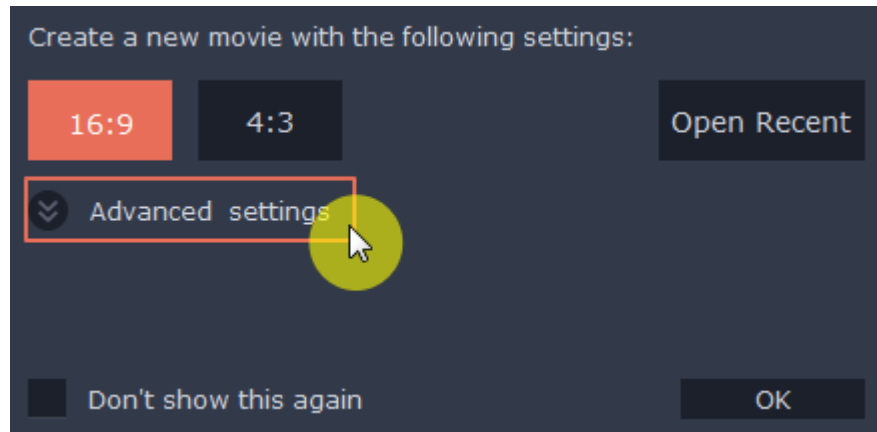 Create a new movie with the following settings:
16:9 4:3 Open Recent
Advanced settings
Don't show this again OK